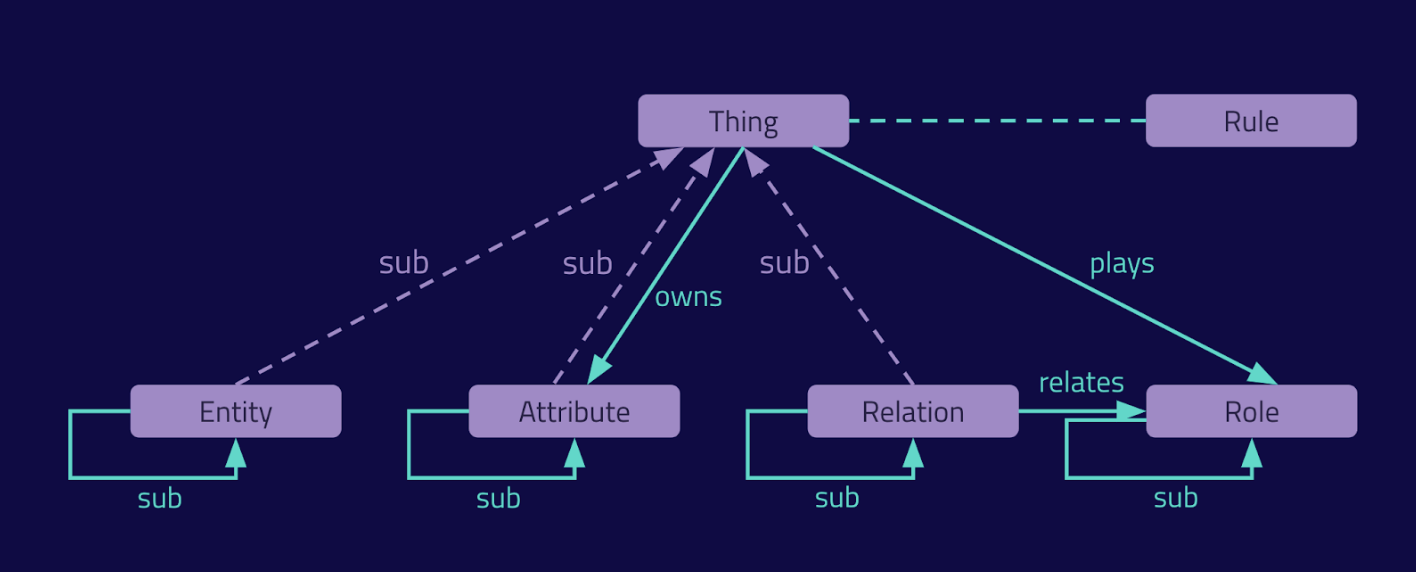 Thing
Rule
sub
sub
sub
plays
owns
relates
Entity
Attribute
Relation
Role
sub
sub
sub
sub